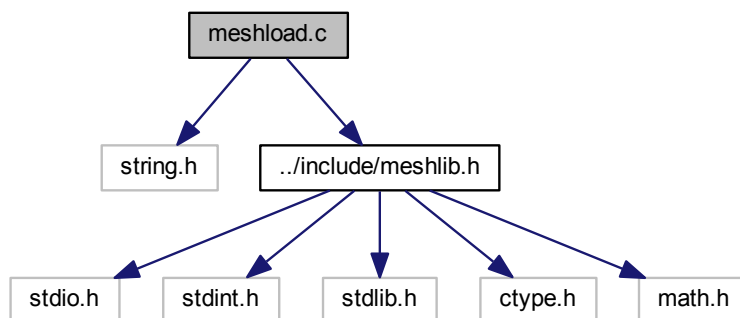 meshload.c
string.h
../include/meshlib.h
stdio.h
stdint.h
stdlib.h
ctype.h
math.h